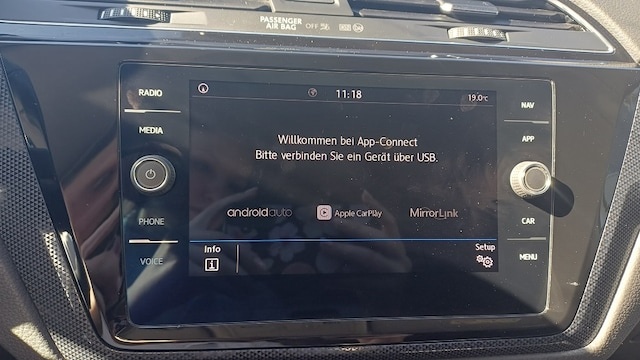 PASSENGER
AIR BAG OFF ON
RADIO
MEDIA
PHONE
VOICE
11:18
19.0°C
Willkommen bei App-Connect
Bitte verbinden Sie ein Gerät über USB.
androidauto
Apple CarPlay
MirrorLink
Info
Setup
NAV
APP
CAR
MENU